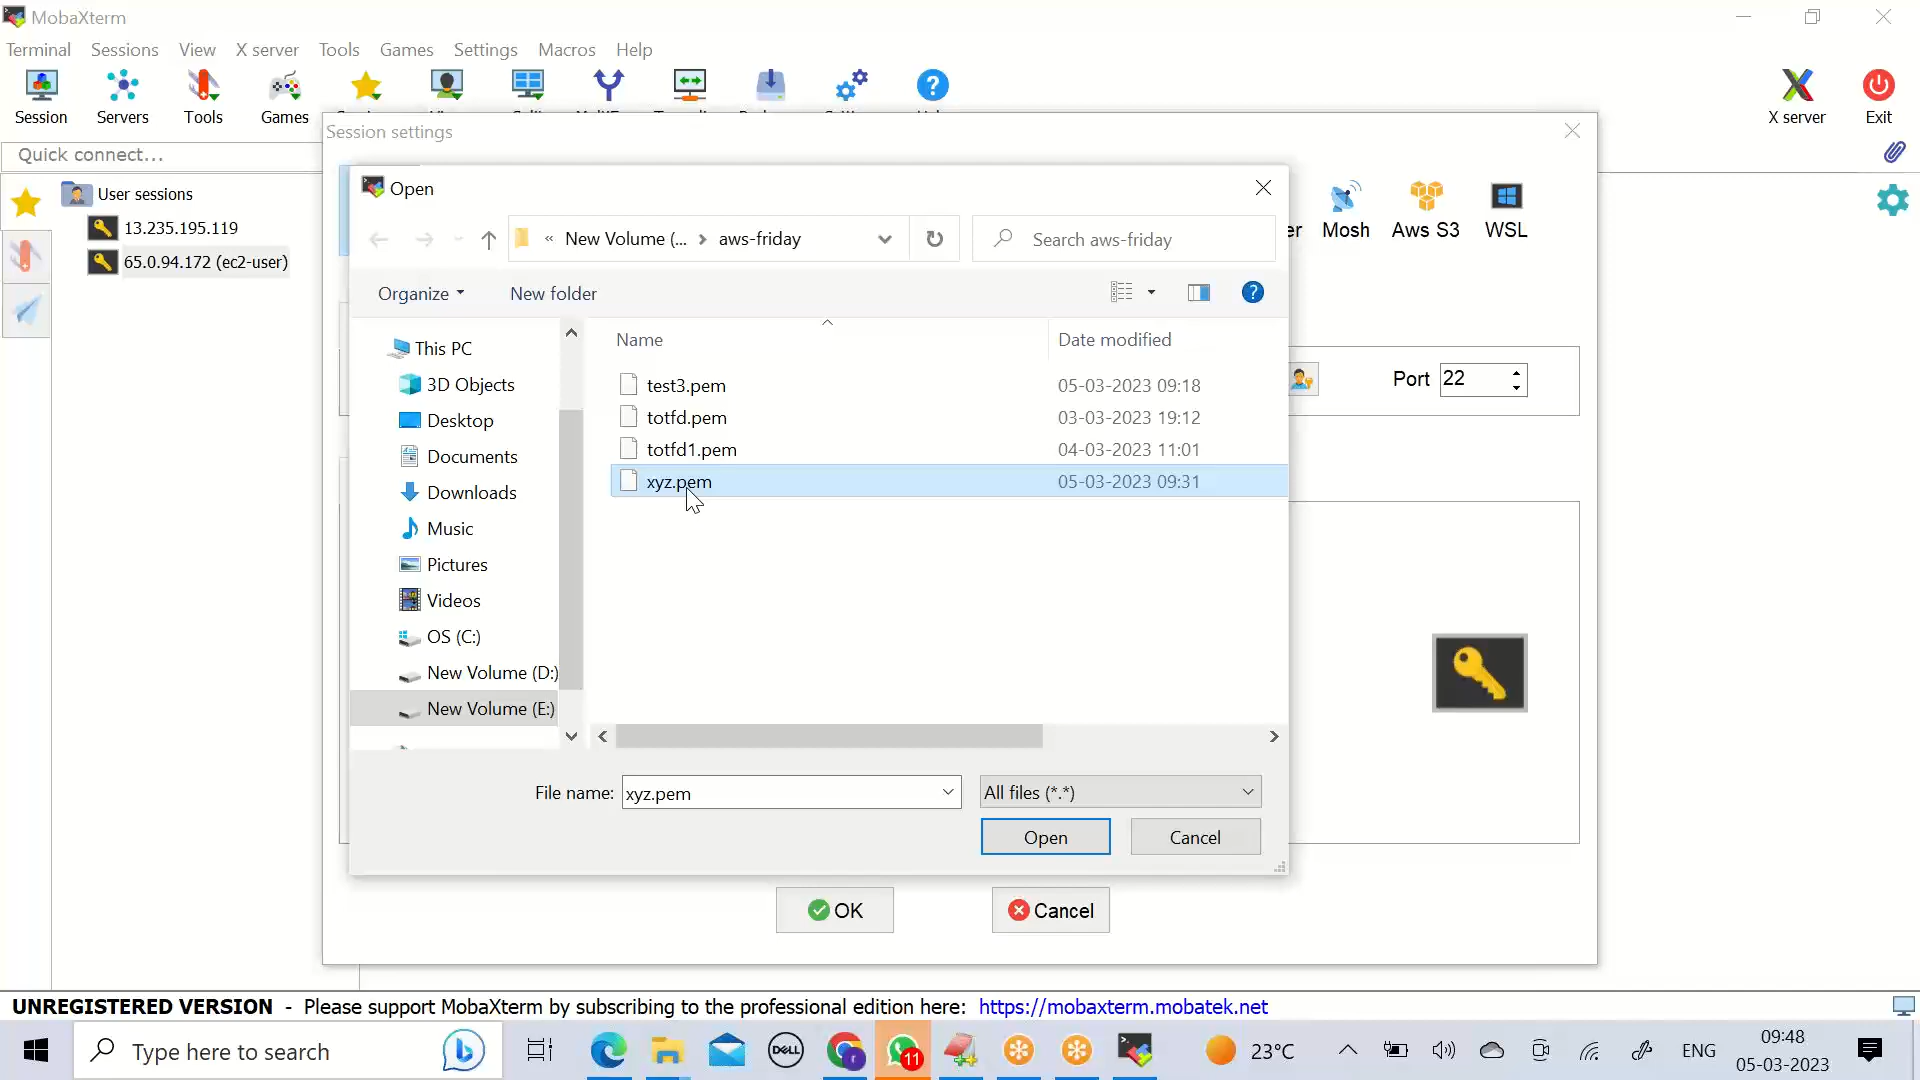 MobaXterm
Terminal Sessions View X server Tools Games Settings Macros Help
Session Servers Tools Games X server Exit
Session settings
Quick connect...
User sessions
13.235.195.119
65.0.94.172 (ec2-user)
Open
« New Volume (... › aws-friday
Search aws-friday
Mosh Aws S3 WSL
Organize New folder
Name Date modified
This PC
3D Objects
Desktop
Documents
Downloads
Music
Pictures
Videos
OS (C:)
New Volume (D:)
New Volume (E:)
test3.pem 05-03-2023 09:18
totfd.pem 03-03-2023 19:12
totfd1.pem 04-03-2023 11:01
xyz.pem 05-03-2023 09:31
Port 22
File name: xyz.pem All files (*.*)
Open Cancel
OK Cancel
UNREGISTERED VERSION - Please support MobaXterm by subscribing to the professional edition here: https://mobaxterm.mobatek.net
Type here to search
DELL
11
23°C
ENG
09:48
05-03-2023